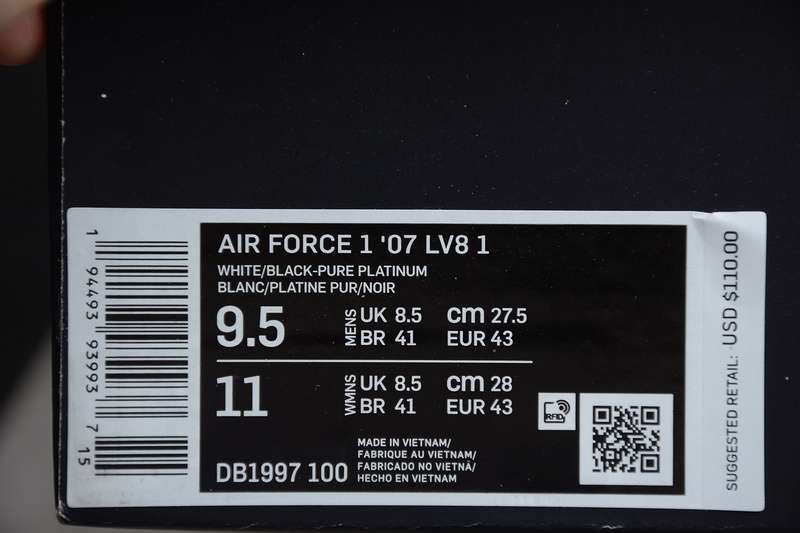 AIR FORCE 1 '07 LV8 1
WHITE/BLACK-PURE PLATINUM
BLANC/PLATINE PUR/NOIR
9.5 MENS UK 8.5 cm 27.5
BR 41 EUR 43
11 WMNS UK 8.5 cm 28
BR 41 EUR 43
RFID
DB1997 100
MADE IN VIETNAM/
FABRIQUE AU VIETNAM/
FABRICADO NO VIETNÃ/
HECHO EN VIETNAM
1 94493 93993 7 15
SUGGESTED RETAIL: USD $110.00